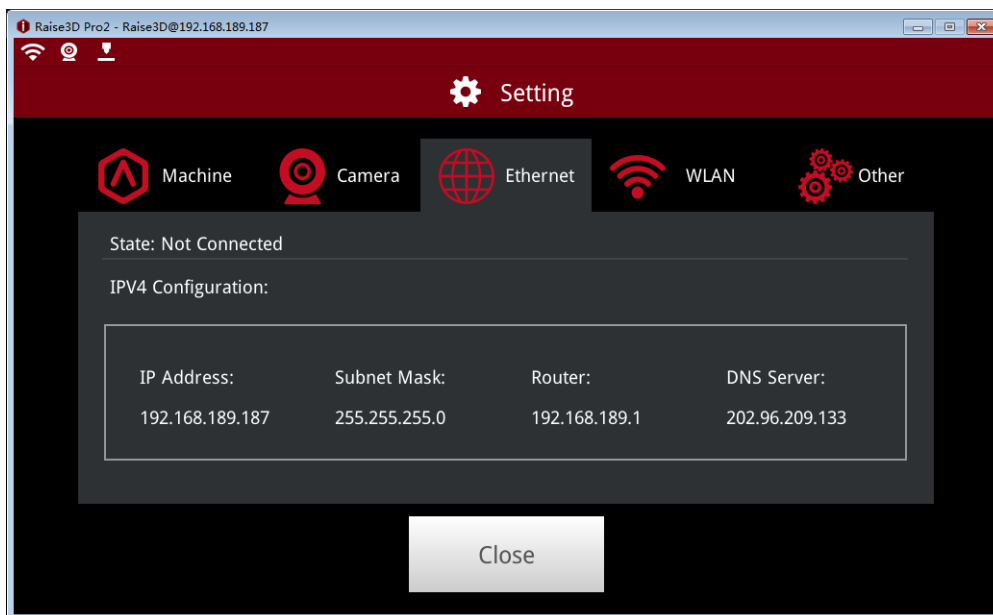 Raise3D Pro2 - Raise3D@192.168.189.187
Setting
Machine Camera Ethernet WLAN Other
State: Not Connected
IPV4 Configuration:
IP Address: Subnet Mask: Router: DNS Server:
192.168.189.187 255.255.255.0 192.168.189.1 202.96.209.133
Close